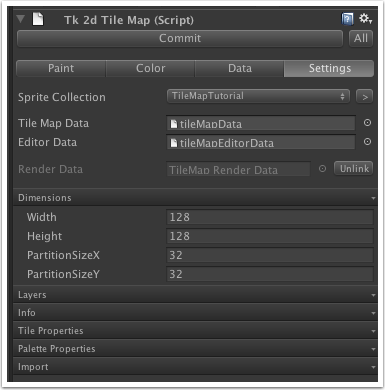 Tk 2d Tile Map (Script)
Commit All
Paint Color Data Settings
Sprite Collection TileMapTutorial >
Tile Map Data tileMapData
Editor Data tileMapEditorData
Render Data TileMap Render Data Unlink
Dimensions
Width 128
Height 128
PartitionSizeX 32
PartitionSizeY 32
Layers
Info
Tile Properties
Palette Properties
Import